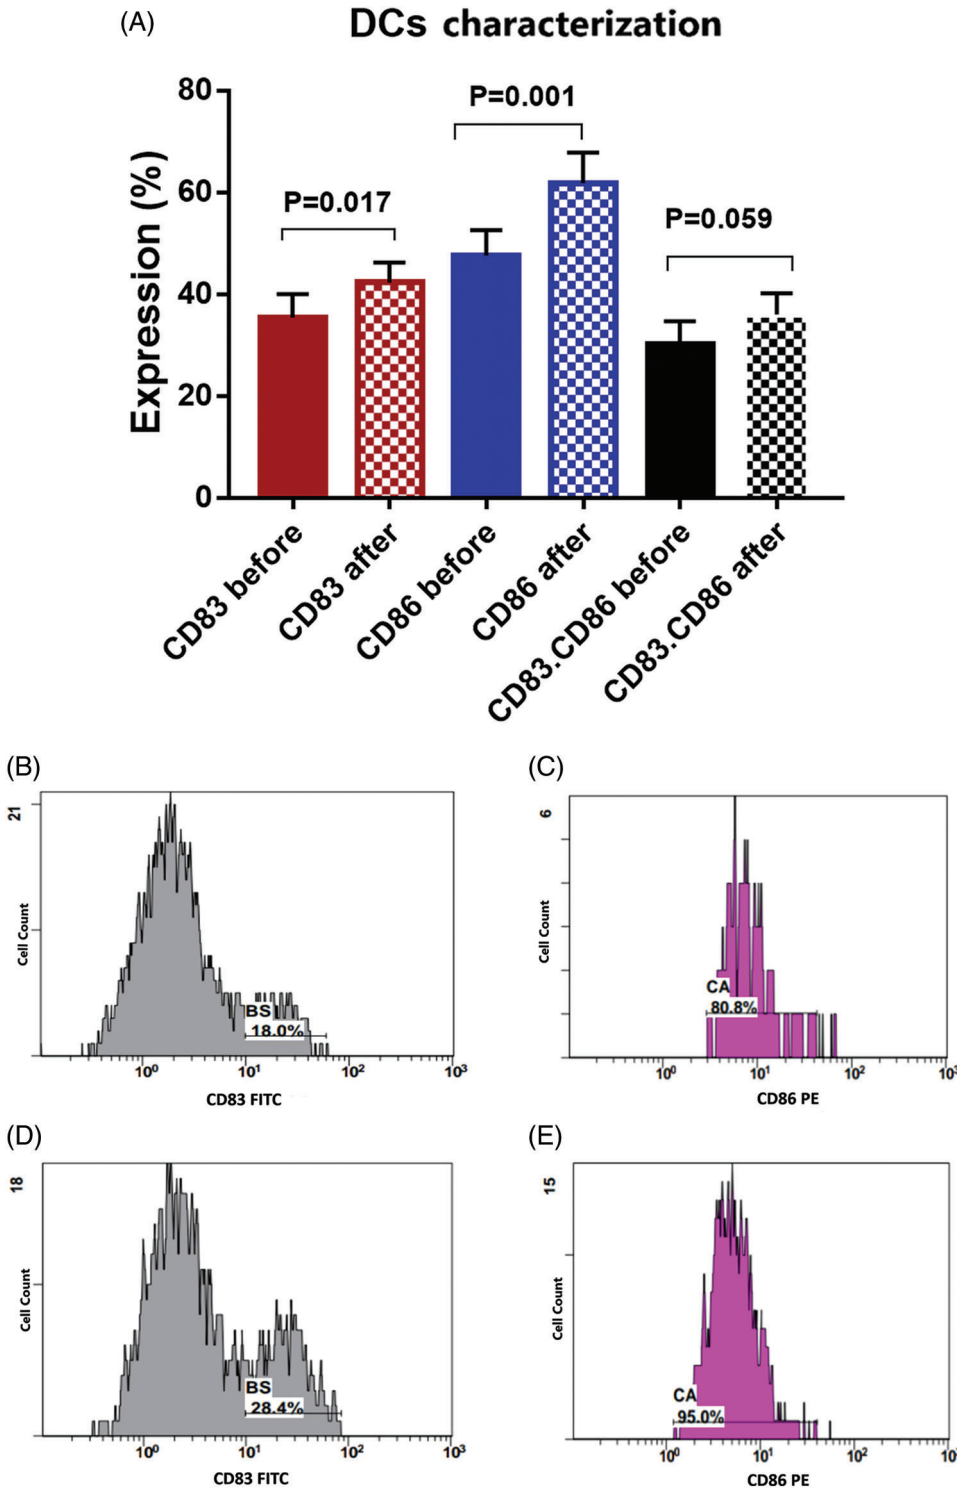 (A)
DCs characterization
Expression (%)
80
60
40
20
0
P=0.017
P=0.001
P=0.059
CD83 before
CD83 after
CD86 before
CD86 after
CD83.CD86 before
CD83.CD86 after
(B)
21
Cell Count
BS
18.0%
10⁰ 10¹ 10² 10³
CD83 FITC
(C)
6
Cell Count
CA
80.8%
10⁰ 10¹ 10² 10³
CD86 PE
(D)
18
Cell Count
BS
28.4%
10⁰ 10¹ 10² 10³
CD83 FITC
(E)
15
Cell Count
CA
95.0%
10⁰ 10¹ 10² 10³
CD86 PE